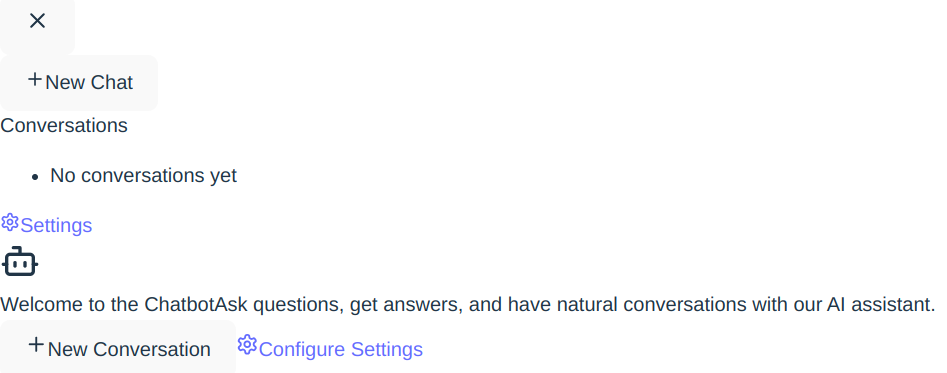 New Chat
Conversations
No conversations yet
Settings
Welcome to the ChatbotAsk questions, get answers, and have natural conversations with our AI assistant.
New Conversation Configure Settings